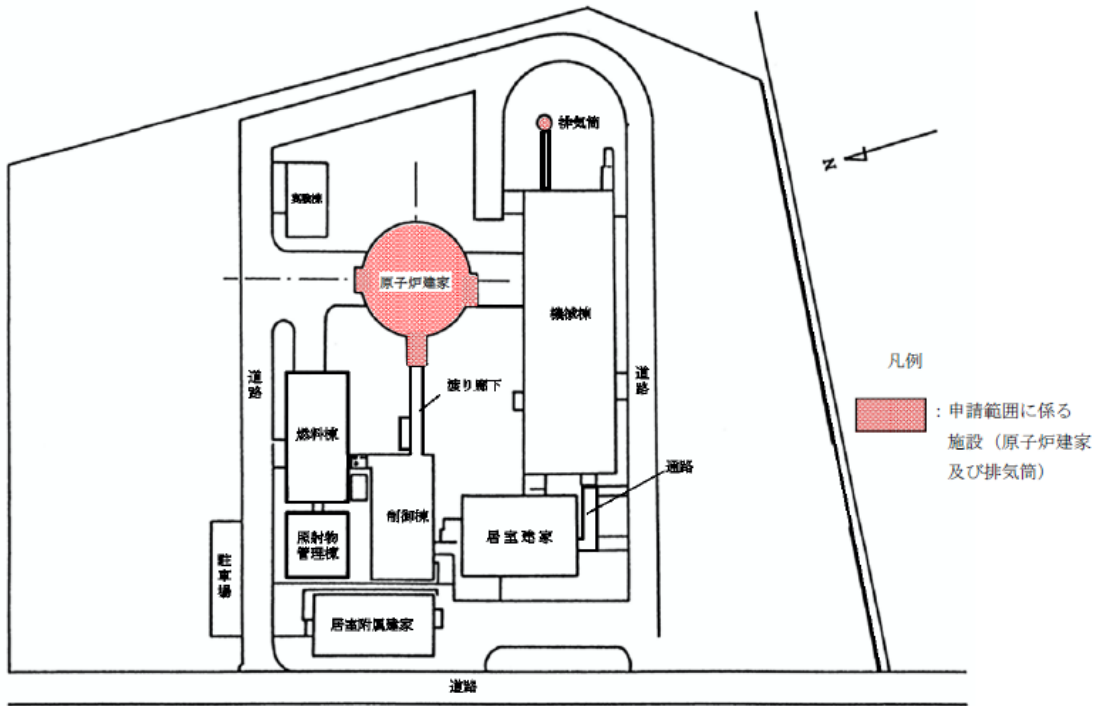 排気筒
N
実験棟
原子炉建家
機械棟
凡例
道路
道路
渡り廊下
：申請範囲に係る
施設（原子炉建家
及び排気筒）
燃料棟
通路
制御棟
居室建家
照射物
管理棟
駐車場
居室附属建家
道路